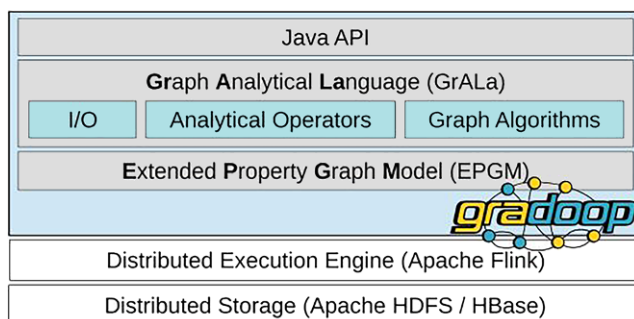 Java API
Graph Analytical Language (GrALa)
I/O
Analytical Operators
Graph Algorithms
Extended Property Graph Model (EPGM)
gradoop
Distributed Execution Engine (Apache Flink)
Distributed Storage (Apache HDFS / HBase)